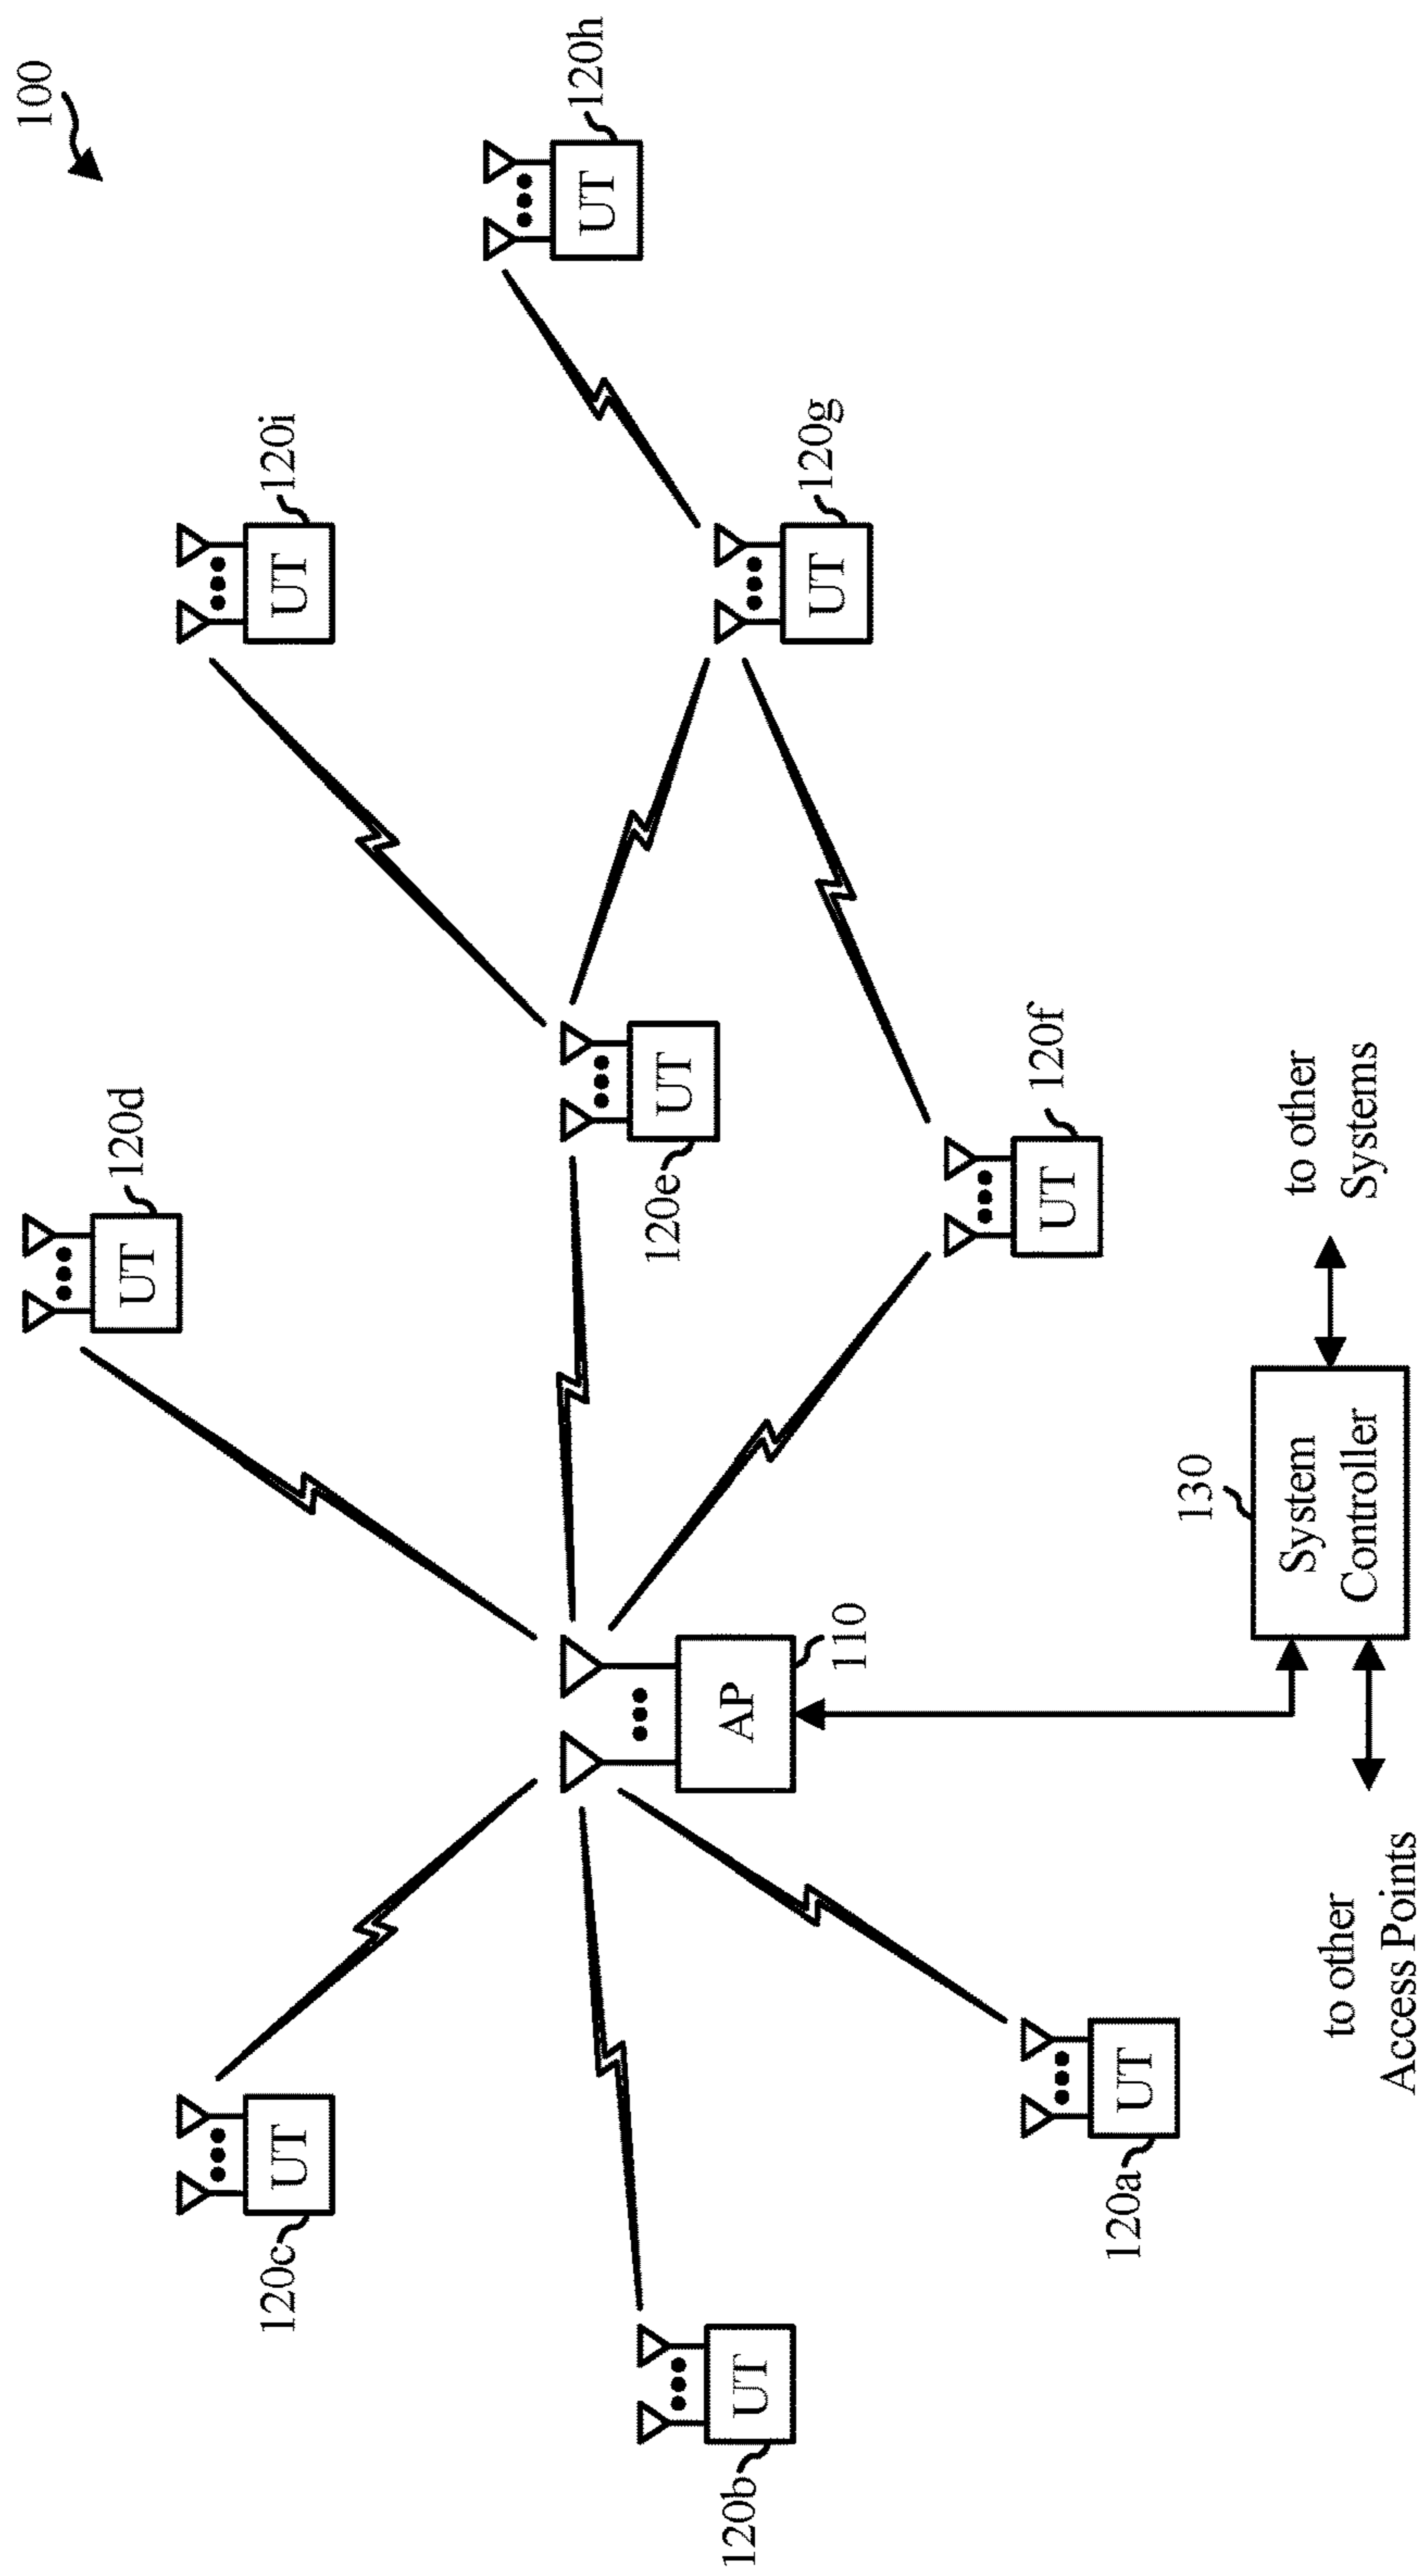 100
120d
UT
120i
UT
120c
UT
120h
UT
120e
UT
AP
110
120b
UT
120g
UT
120f
UT
120a
UT
130
System
Controller
to other
Systems
to other
Access Points